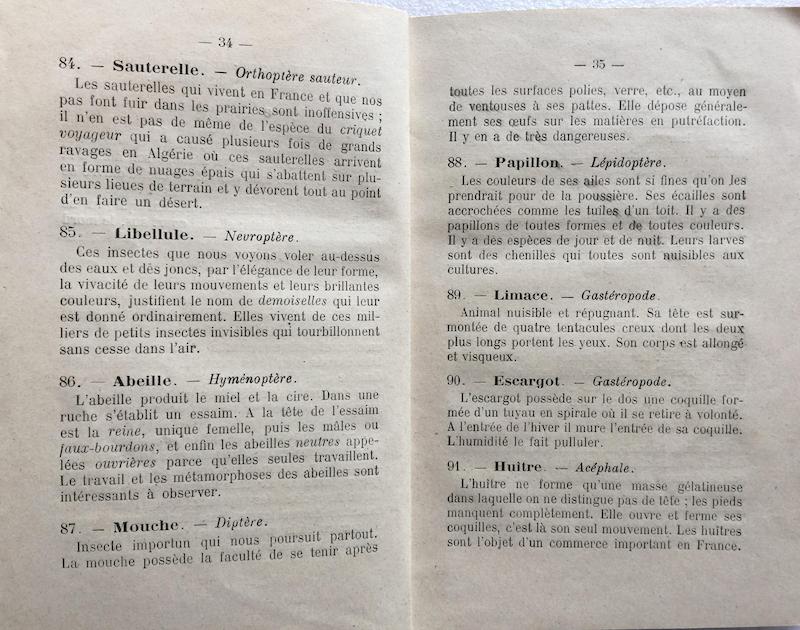 — 34 —
84. — Sauterelle. — Orthoptère sauteur.
Les sauterelles qui vivent en France et que nos
pas font fuir dans les prairies sont inoffensives ;
il n'en est pas de même de l'espèce du criquet
voyageur qui a causé plusieurs fois de grands
ravages en Algérie où ces sauterelles arrivent
en forme de nuages épais qui s'abattent sur plu-
sieurs lieues de terrain et y dévorent tout au point
d'en faire un désert.
85. — Libellule. — Nevroptère.
Ces insectes que nous voyons voler au-dessus
des eaux et dès joncs, par l'élégance de leur forme,
la vivacité de leurs mouvements et leurs brillantes
couleurs, justifient le nom de demoiselles qui leur
est donné ordinairement. Elles vivent de ces mil-
liers de petits insectes invisibles qui tourbillonnent
sans cesse dans l'air.
86. — Abeille. — Hyménoptère.
L'abeille produit le miel et la cire. Dans une
ruche s'établit un essaim. A la tête de l'essaim
est la reine, unique femelle, puis les mâles ou
faux-bourdons, et enfin les abeilles neutres appe-
lées ouvrières parce qu'elles seules travaillent.
Le travail et les métamorphoses des abeilles sont
intéressants à observer.
87. — Mouche. — Diptère.
Insecte importun qui nous poursuit partout.
La mouche possède la faculté de se tenir après
— 35 —
toutes les surfaces polies, verre, etc., au moyen
de ventouses à ses pattes. Elle dépose générale-
ment ses œufs sur les matières en putréfaction.
Il y en a de très dangereuses.
88. — Papillon. — Lépidoptère.
Les couleurs de ses ailes sont si fines qu'on les
prendrait pour de la poussière. Ses écailles sont
accrochées comme les tuiles d'un toit. Il y a des
papillons de toutes formes et de toutes couleurs.
Il y a des espèces de jour et de nuit. Leurs larves
sont des chenilles qui toutes sont nuisibles aux
cultures.
89. — Limace. — Gastéropode.
Animal nuisible et répugnant. Sa tête est sur-
montée de quatre tentacules creux dont les deux
plus longs portent les yeux. Son corps est allongé
et visqueux.
90. — Escargot. — Gastéropode.
L'escargot possède sur le dos une coquille for-
mée d'un tuyau en spirale où il se retire à volonté.
A l'entrée de l'hiver il mure l'entrée de sa coquille.
L'humidité le fait pulluler.
91. — Huître. — Acéphale.
L'huître ne forme qu'une masse gélatineuse
dans laquelle on ne distingue pas de tête ; les pieds
manquent complètement. Elle ouvre et ferme ses
coquilles, c'est là son seul mouvement. Les huîtres
sont l'objet d'un commerce important en France.